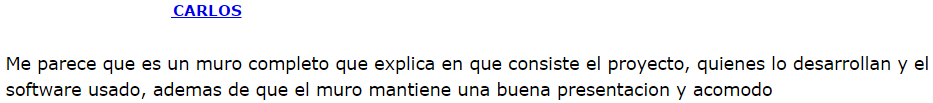 CARLOS
Me parece que es un muro completo que explica en que consiste el proyecto, quienes lo desarrollan y el
software usado, ademas de que el muro mantiene una buena presentacion y acomodo